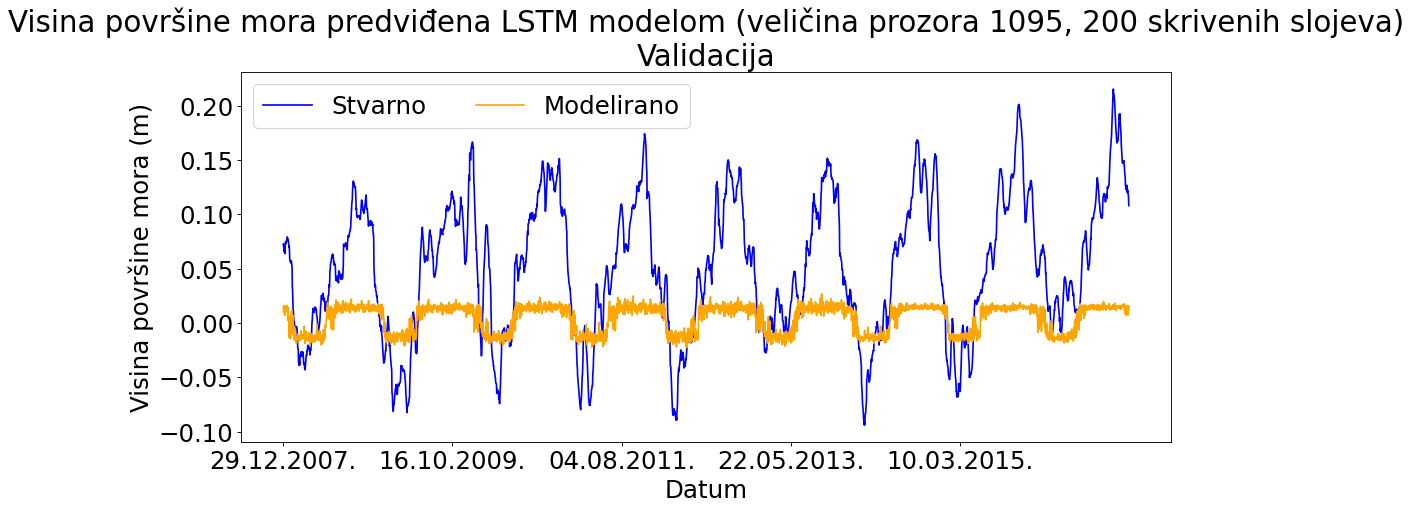 Visina površine mora predviđena LSTM modelom (veličina prozora 1095, 200 skrivenih slojeva)
Validacija
Stvarno Modelirano
Visina površine mora (m)
0.20
0.15
0.10
0.05
0.00
−0.05
−0.10
29.12.2007. 16.10.2009. 04.08.2011. 22.05.2013. 10.03.2015.
Datum